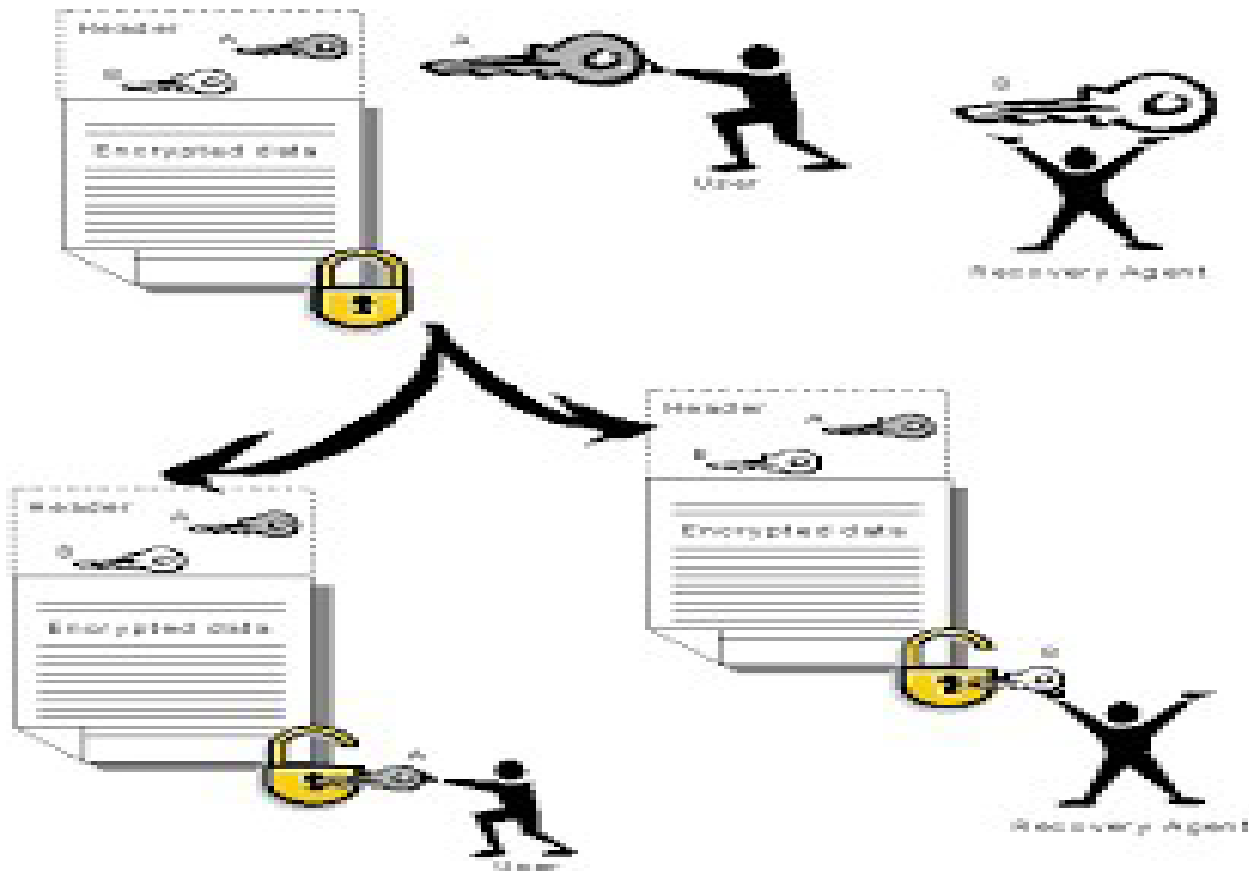 Header
A
A
B
B
Encrypted data
User
Recovery Agent
Header
A
B
Encrypted data
B
Recovery Agent
Header
A
B
Encrypted data
A
User